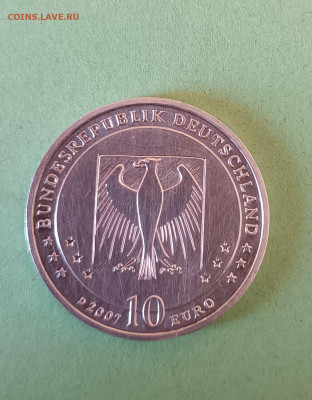 COINS.LAVE.RU
BUNDESREPUBLIK DEUTSCHLAND
D 2007 10 EURO